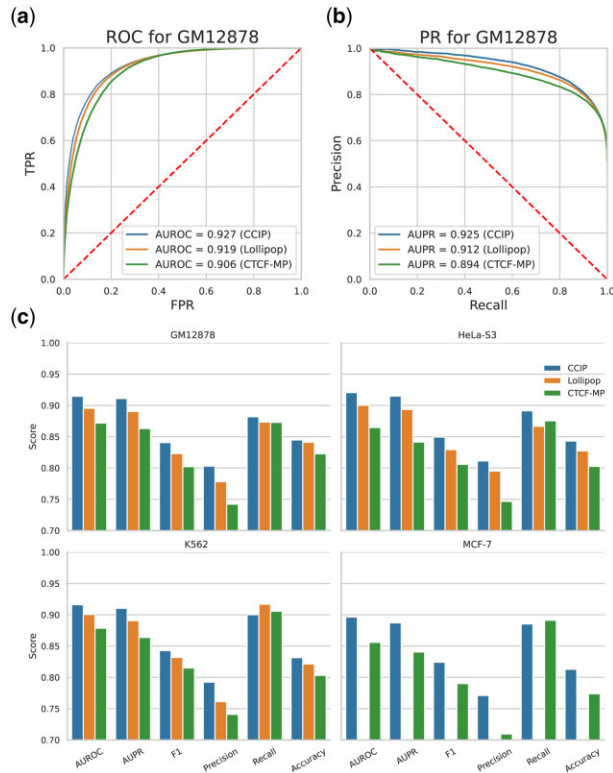 (a)
ROC for GM12878
1.0
0.8
0.6
0.4
0.2
0.0
TPR
0.0 0.2 0.4 0.6 0.8 1.0
FPR
AUROC = 0.927 (CCIP)
AUROC = 0.919 (Lollipop)
AUROC = 0.906 (CTCF-MP)
(b)
PR for GM12878
1.0
0.8
0.6
0.4
0.2
0.0
Precision
0.0 0.2 0.4 0.6 0.8 1.0
Recall
AUPR = 0.925 (CCIP)
AUPR = 0.912 (Lollipop)
AUPR = 0.894 (CTCF-MP)
(c)
GM12878
1.00
0.95
0.90
0.85
0.80
0.75
0.70
Score
HeLa-S3
CCIP
Lollipop
CTCF-MP
K562
1.00
0.95
0.90
0.85
0.80
0.75
0.70
Score
AUROC AUPR F1 Precision Recall Accuracy
MCF-7
AUROC AUPR F1 Precision Recall Accuracy